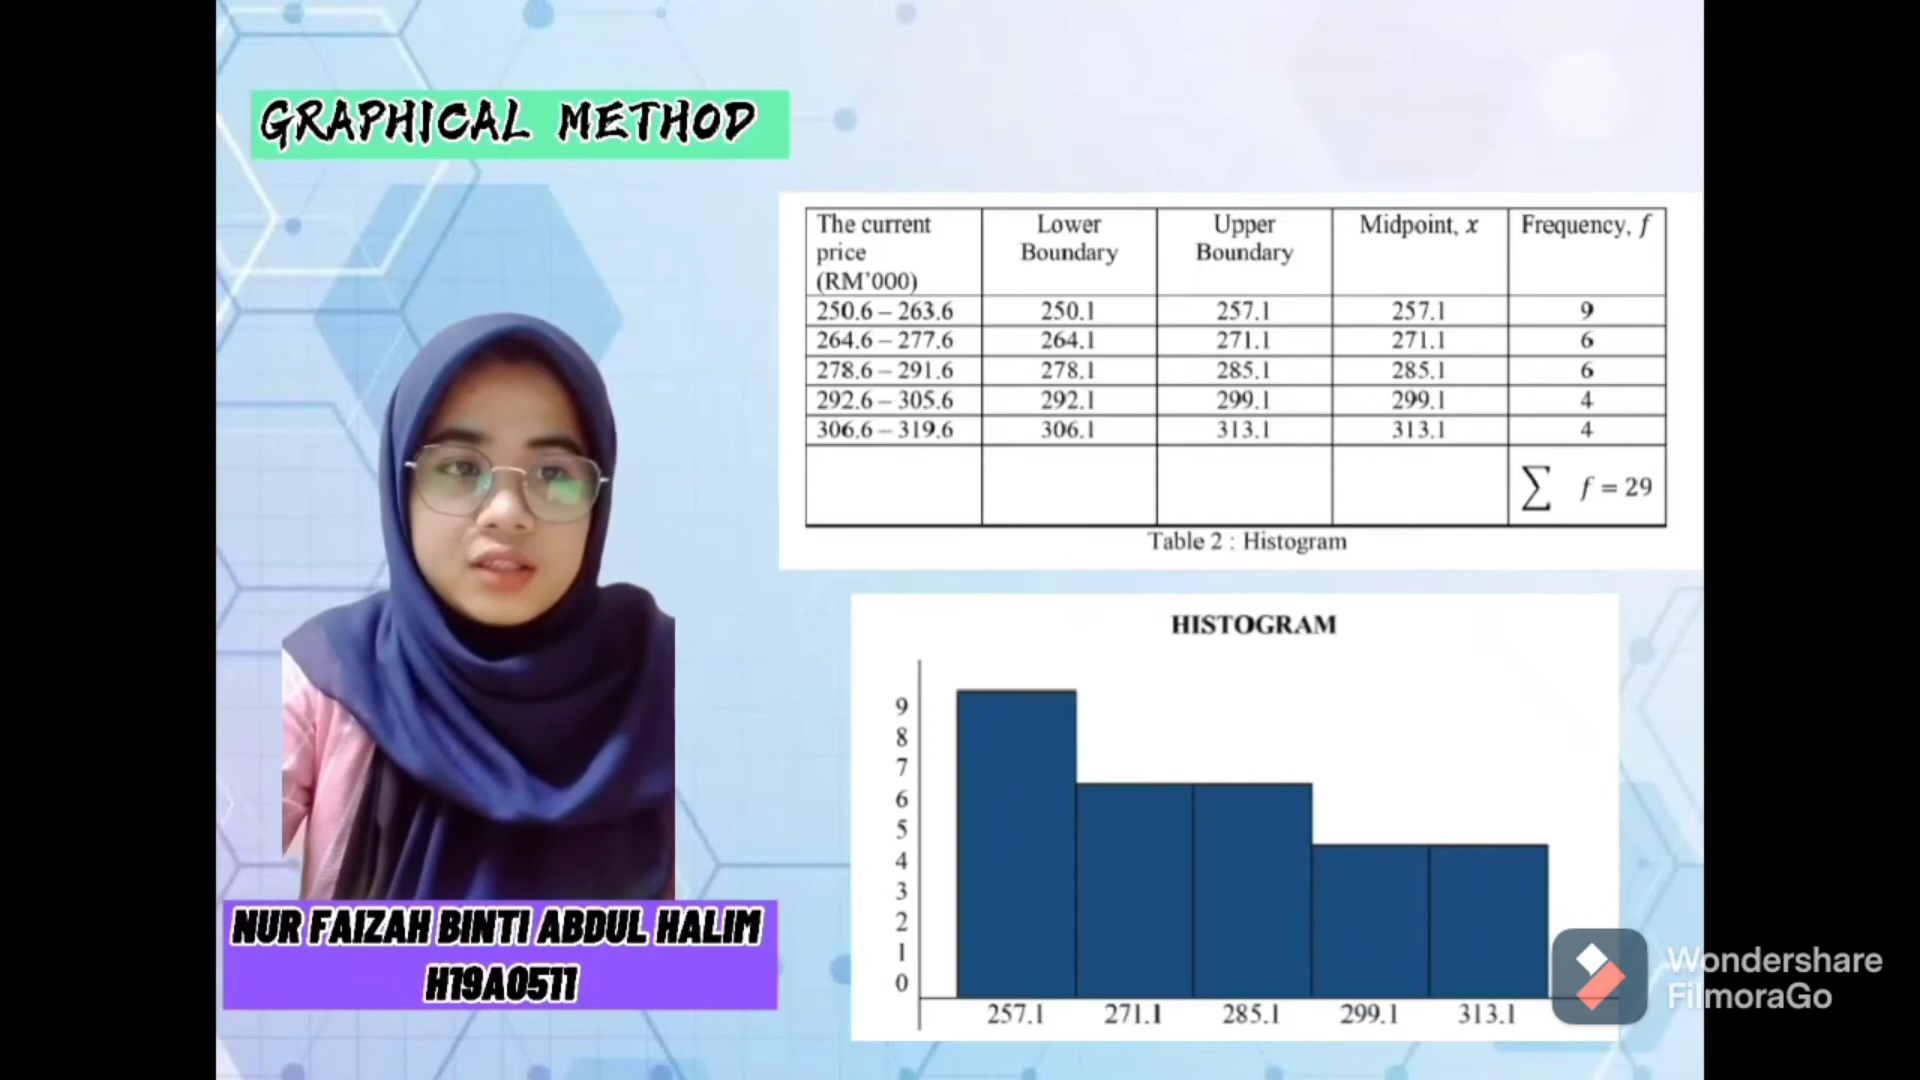 GRAPHICAL METHOD
The current price (RM’000) Lower Boundary Upper Boundary Midpoint, x Frequency, f
250.6 – 263.6 250.1 257.1 257.1 9
264.6 – 277.6 264.1 271.1 271.1 6
278.6 – 291.6 278.1 285.1 285.1 6
292.6 – 305.6 292.1 299.1 299.1 4
306.6 – 319.6 306.1 313.1 313.1 4
∑ f = 29
Table 2 : Histogram
HISTOGRAM
9
8
7
6
5
4
3
2
1
0
257.1 271.1 285.1 299.1 313.1
NUR FAIZAH BINTI ABDUL HALIM
H19A0511
Wondershare
FilmoraGo